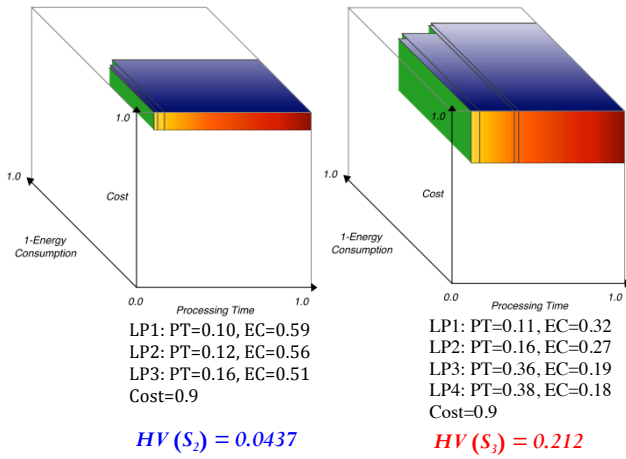 1.0
1.0
Cost
1-Energy
Consumption
0.0
1.0
Processing Time
LP1: PT=0.10, EC=0.59
LP2: PT=0.12, EC=0.56
LP3: PT=0.16, EC=0.51
Cost=0.9
HV (S₂) = 0.0437
1.0
1.0
Cost
1-Energy
Consumption
0.0
1.0
Processing Time
LP1: PT=0.11, EC=0.32
LP2: PT=0.16, EC=0.27
LP3: PT=0.36, EC=0.19
LP4: PT=0.38, EC=0.18
Cost=0.9
HV (S₃) = 0.212